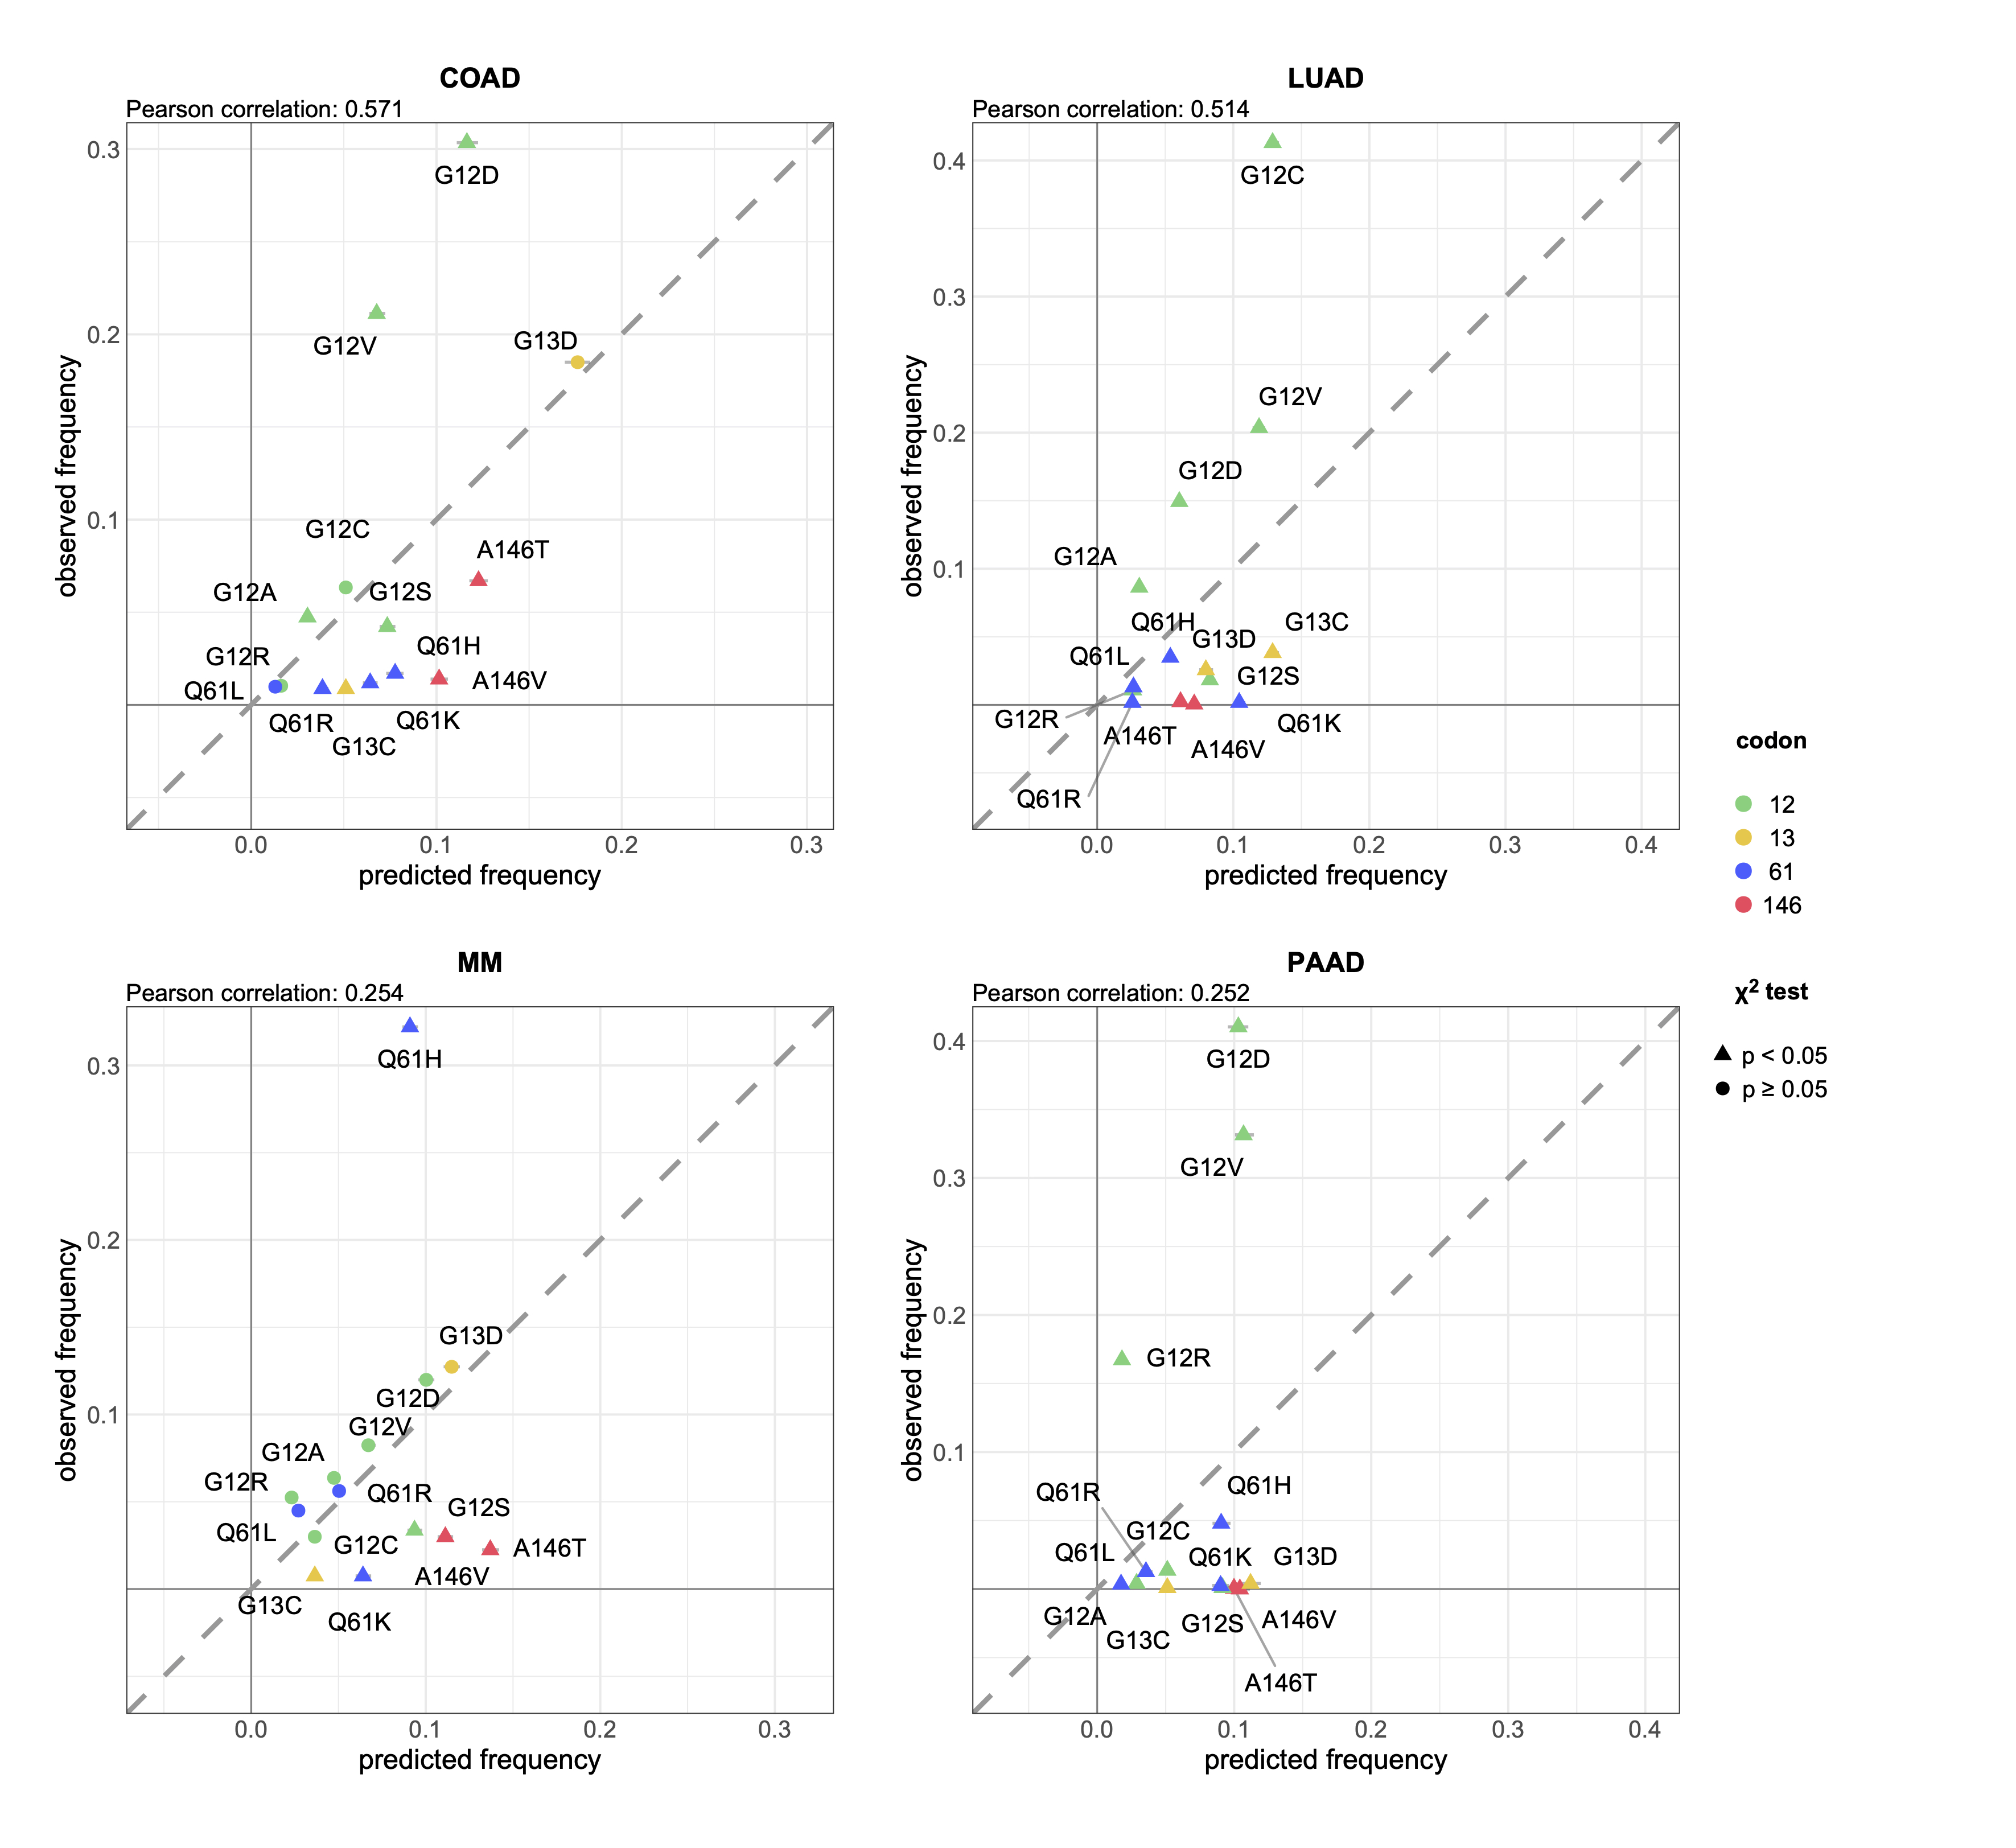 COAD
Pearson correlation: 0.571
observed frequency
0.3
0.2
0.1
G12D
G12V
G13D
G12C
A146T
G12A
G12S
Q61H
G12R
A146V
Q61L
Q61R
Q61K
G13C
0.0
0.1
0.2
0.3
predicted frequency
LUAD
Pearson correlation: 0.514
observed frequency
0.4
0.3
0.2
0.1
G12C
G12V
G12D
G12A
Q61H
G13C
G13D
Q61L
G12S
G12R
Q61K
A146T
A146V
Q61R
0.0
0.1
0.2
0.3
0.4
predicted frequency
MM
Pearson correlation: 0.254
observed frequency
0.3
0.2
0.1
Q61H
G13D
G12D
G12V
G12A
G12R
Q61R
G12S
Q61L
G12C
A146T
A146V
G13C
Q61K
0.0
0.1
0.2
0.3
predicted frequency
PAAD
Pearson correlation: 0.252
observed frequency
0.4
0.3
0.2
0.1
G12D
G12V
G12R
Q61H
Q61R
G12C
Q61L
Q61K
G13D
G12A
G12S
A146V
G13C
A146T
0.0
0.1
0.2
0.3
0.4
predicted frequency
codon
12
13
61
146
χ² test
p < 0.05
p ≥ 0.05